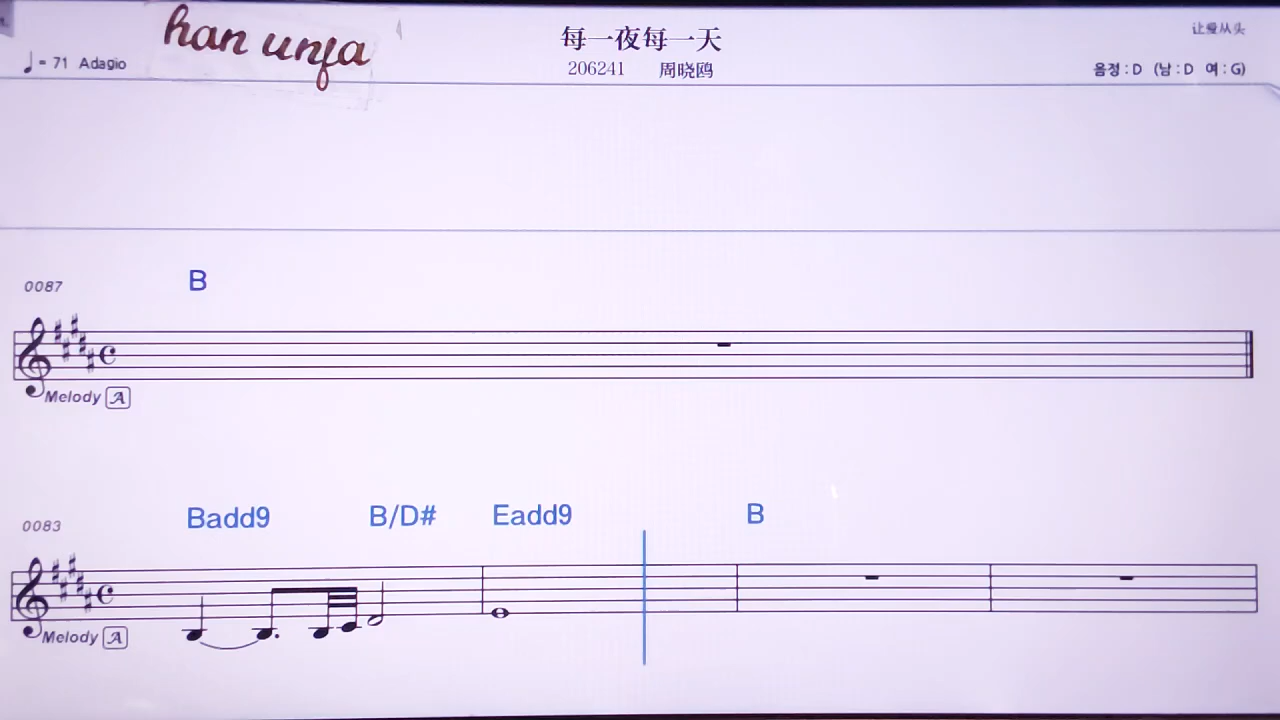 han unfa
每一夜每一天
让爱从头
♩= 71 Adagio
206241 周晓鸥
음정 : D (남 : D 여 : G)
0087
B
Melody A
0083
Badd9 B/D# Eadd9 B
Melody A